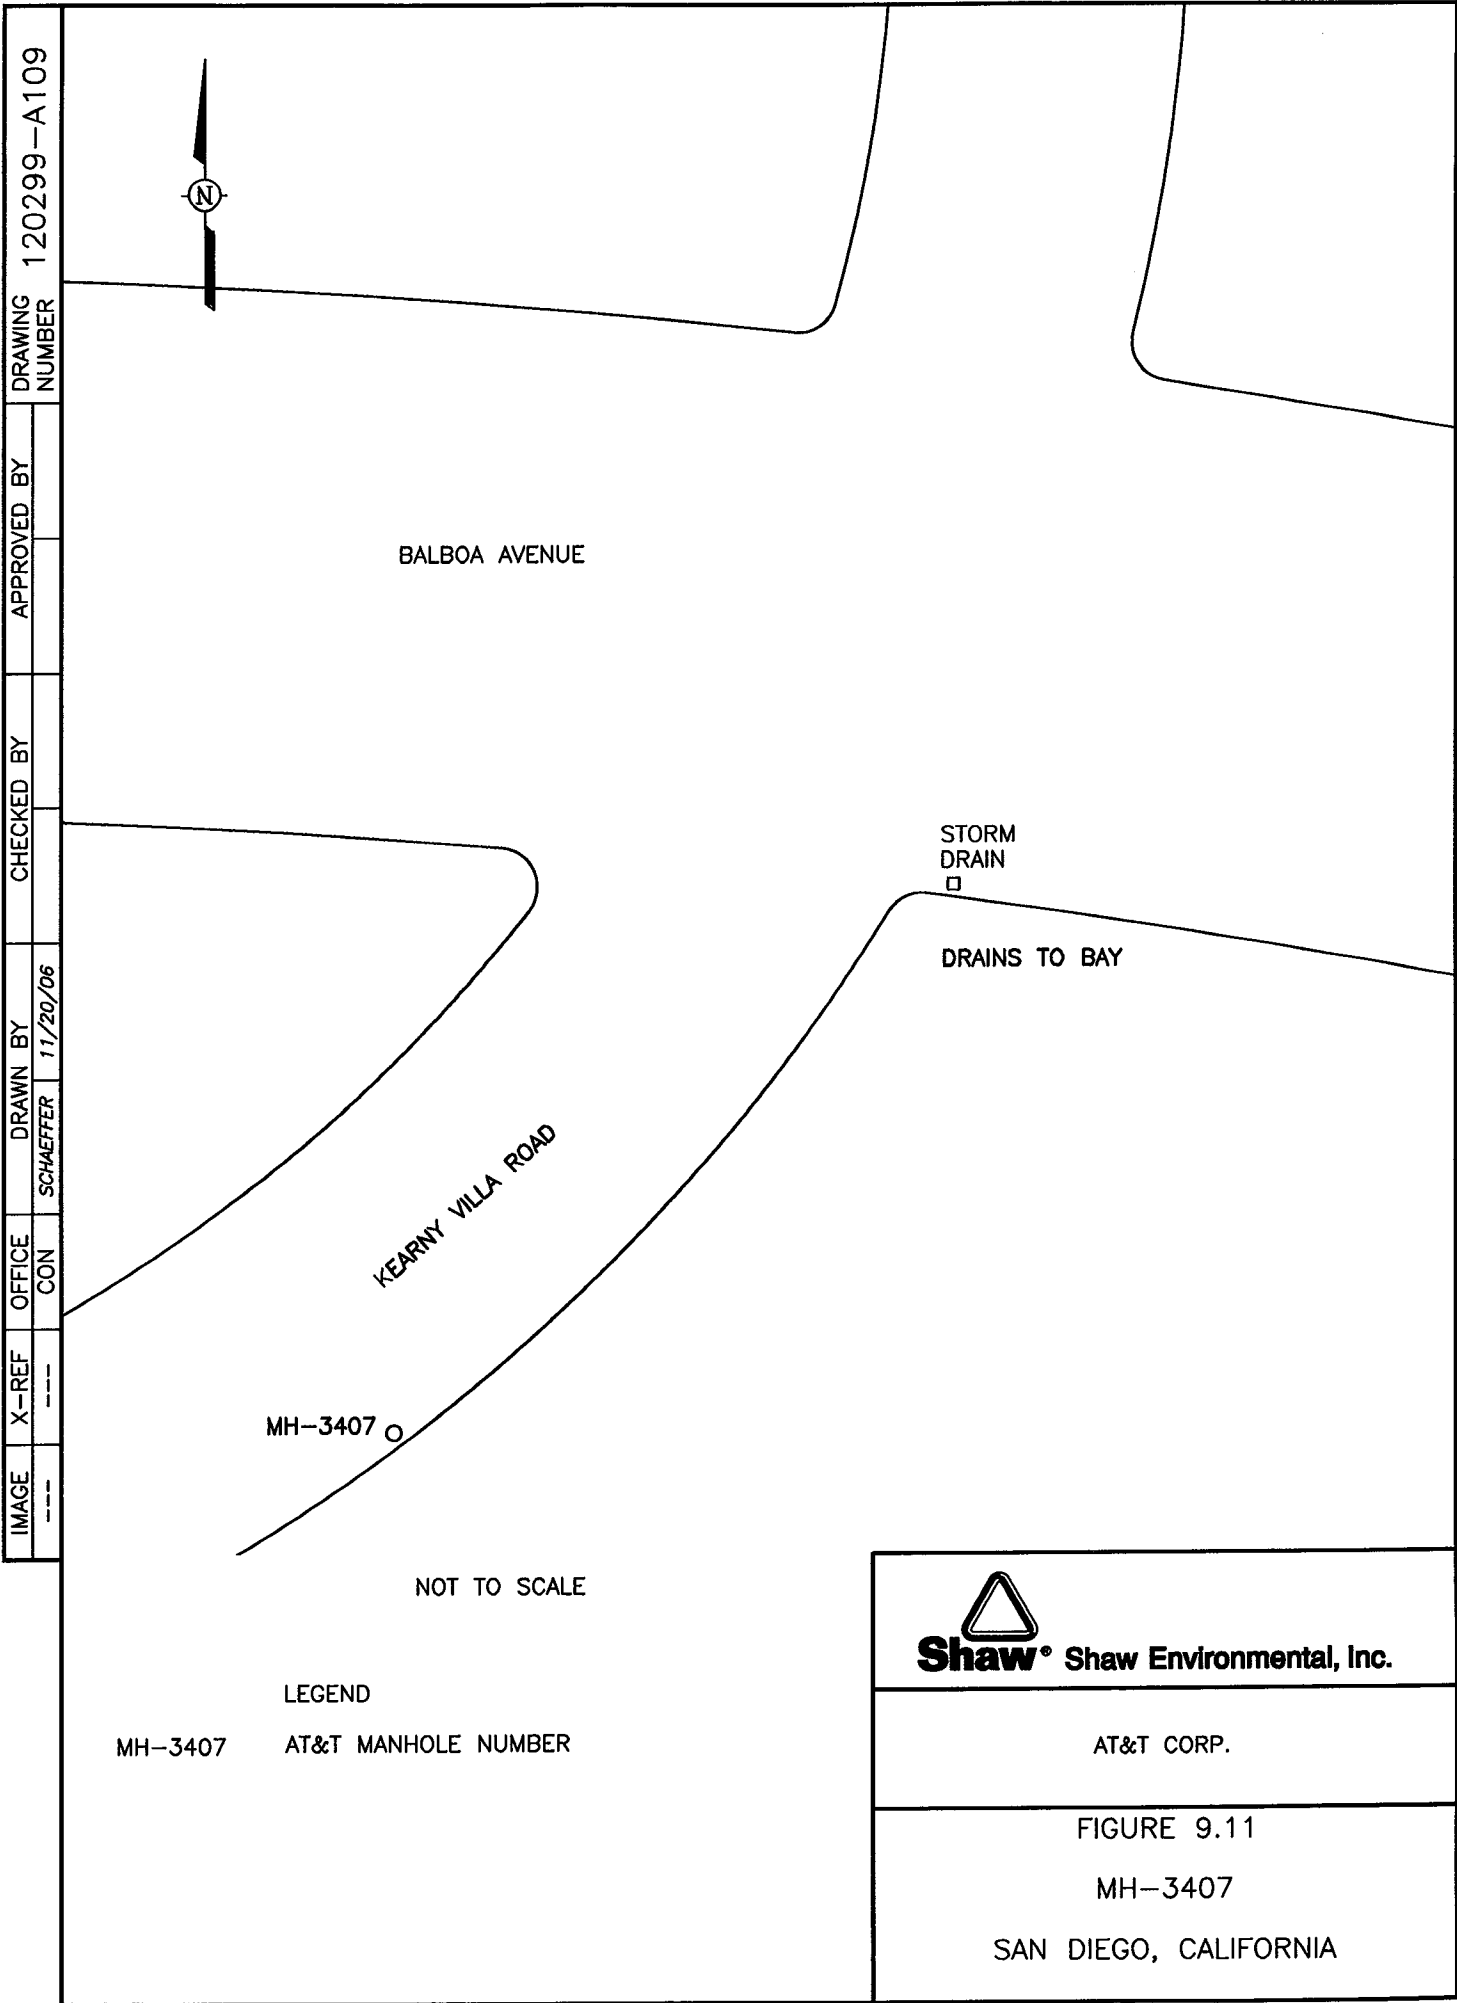 DRAWING
NUMBER
120299-A109
APPROVED BY
CHECKED BY
DRAWN BY
SCHAEFFER
11/20/06
OFFICE
CON
X-REF
---
IMAGE
---
N
BALBOA AVENUE
STORM
DRAIN
DRAINS TO BAY
KEARNY VILLA ROAD
MH-3407
NOT TO SCALE
LEGEND
MH-3407 AT&T MANHOLE NUMBER
Shaw® Shaw Environmental, Inc.
AT&T CORP.
FIGURE 9.11
MH-3407
SAN DIEGO, CALIFORNIA